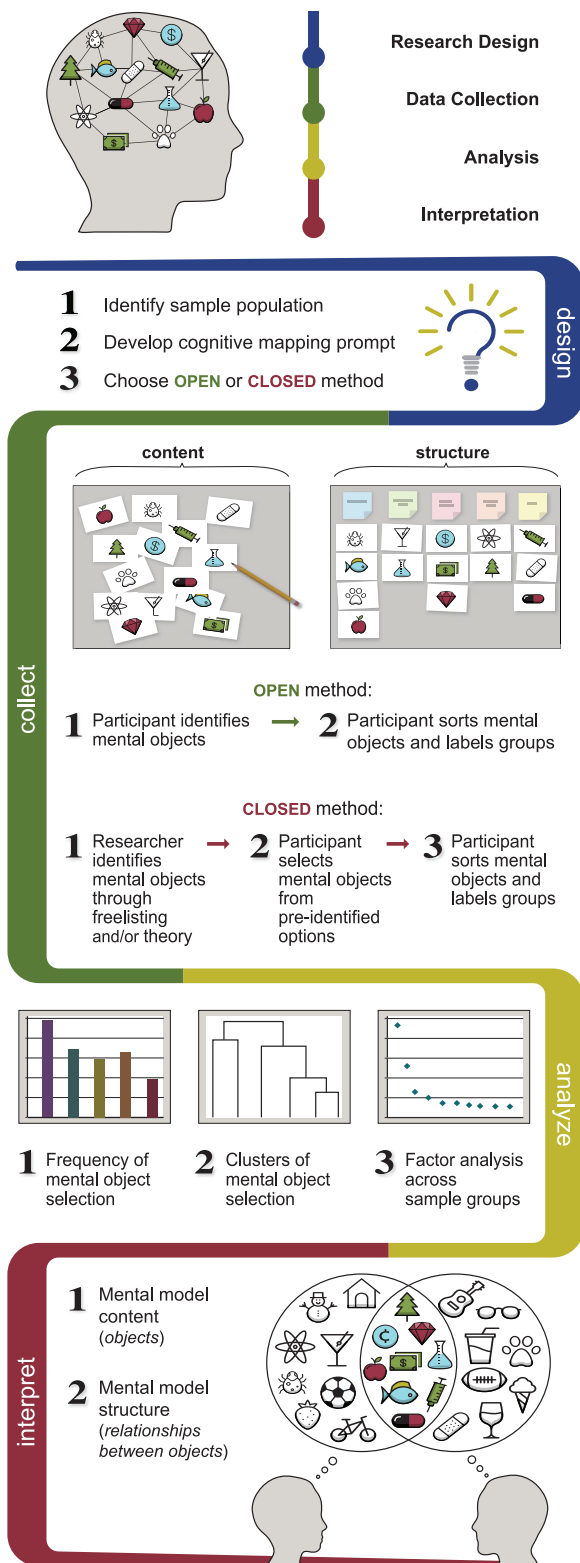 Research Design
Data Collection
Analysis
Interpretation
design
1 Identify sample population
2 Develop cognitive mapping prompt
3 Choose OPEN or CLOSED method
collect
content
structure
OPEN method:
1 Participant identifies
mental objects
2 Participant sorts mental
objects and labels groups
CLOSED method:
1 Researcher
identifies
mental objects
through
freelisting
and/or theory
2 Participant
selects
mental objects
from
pre-identified
options
3 Participant
sorts mental
objects and
labels groups
analyze
1 Frequency of
mental object
selection
2 Clusters of
mental object
selection
3 Factor analysis
across
sample groups
interpret
1 Mental model
content
(objects)
2 Mental model
structure
(relationships
between objects)